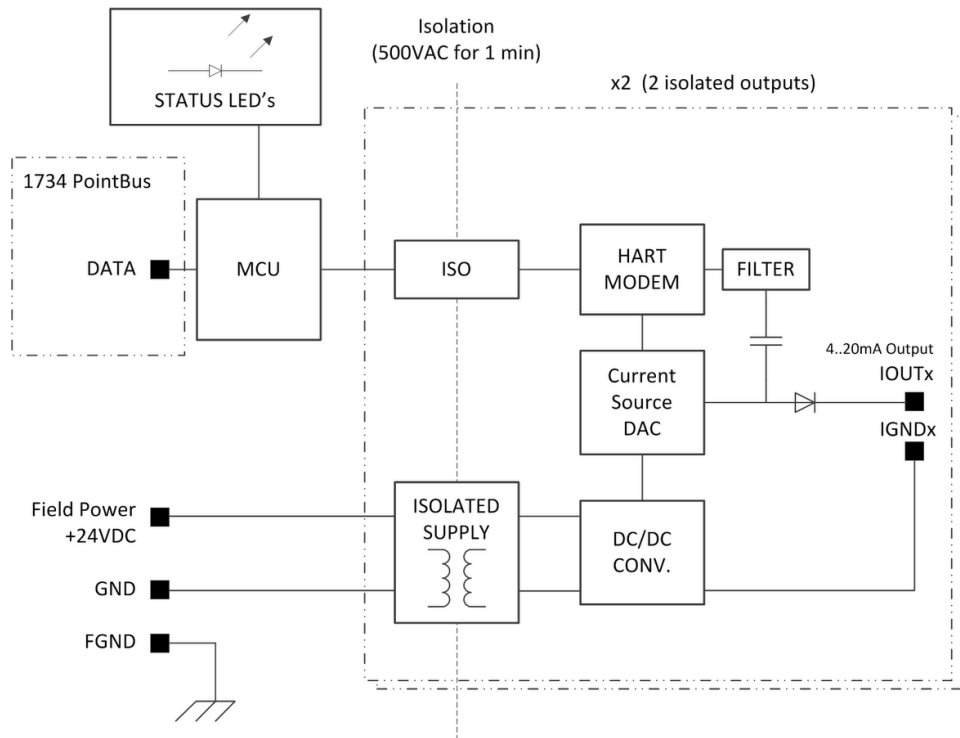 Isolation
(500VAC for 1 min)
x2  (2 isolated outputs)
STATUS LED’s
1734 PointBus
DATA
MCU
ISO
HART
MODEM
FILTER
4..20mA Output
IOUTx
IGNDx
Current
Source
DAC
Field Power
+24VDC
GND
FGND
ISOLATED
SUPPLY
DC/DC
CONV.